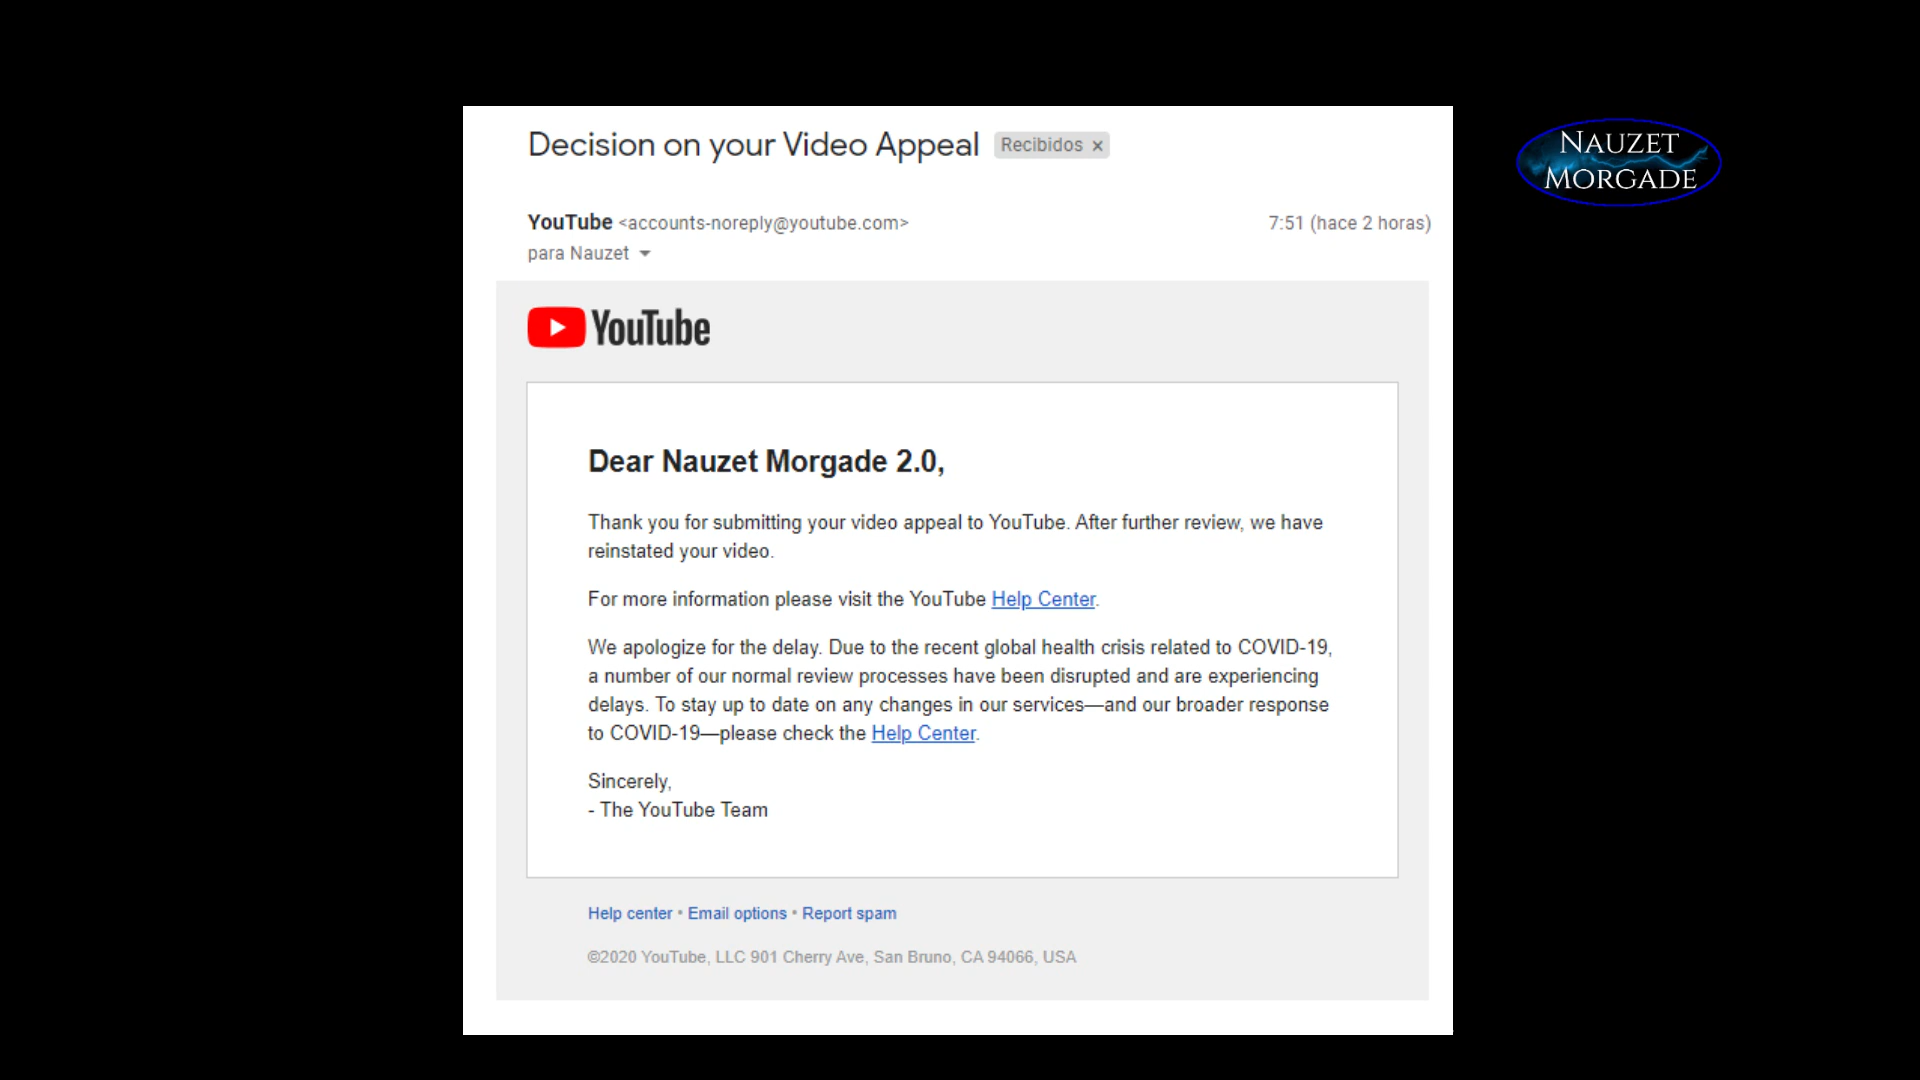 Decision on your Video Appeal Recibidos x
NAUZET
MORGADE
YouTube <accounts-noreply@youtube.com> 7:51 (hace 2 horas)
para Nauzet
YouTube
Dear Nauzet Morgade 2.0,
Thank you for submitting your video appeal to YouTube. After further review, we have
reinstated your video.
For more information please visit the YouTube Help Center.
We apologize for the delay. Due to the recent global health crisis related to COVID-19,
a number of our normal review processes have been disrupted and are experiencing
delays. To stay up to date on any changes in our services—and our broader response
to COVID-19—please check the Help Center.
Sincerely,
- The YouTube Team
Help center • Email options • Report spam
©2020 YouTube, LLC 901 Cherry Ave, San Bruno, CA 94066, USA